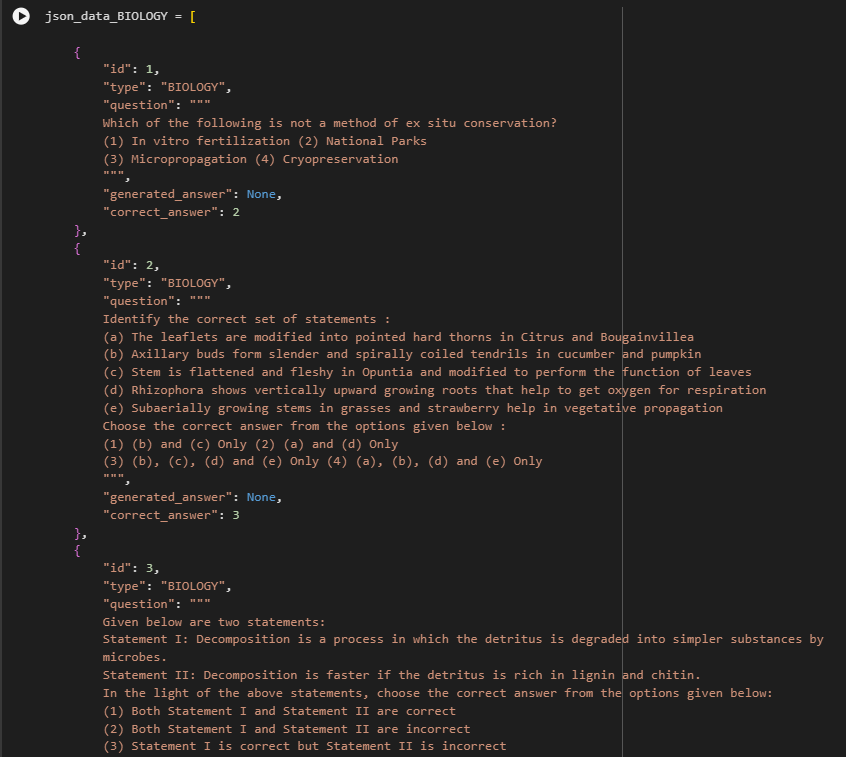 json_data_BIOLOGY = [
{
"id": 1,
"type": "BIOLOGY",
"question": """
Which of the following is not a method of ex situ conservation?
(1) In vitro fertilization (2) National Parks
(3) Micropropagation (4) Cryopreservation
""",
"generated_answer": None,
"correct_answer": 2
},
{
"id": 2,
"type": "BIOLOGY",
"question": """
Identify the correct set of statements :
(a) The leaflets are modified into pointed hard thorns in Citrus and Bougainvillea
(b) Axillary buds form slender and spirally coiled tendrils in cucumber and pumpkin
(c) Stem is flattened and fleshy in Opuntia and modified to perform the function of leaves
(d) Rhizophora shows vertically upward growing roots that help to get oxygen for respiration
(e) Subaerially growing stems in grasses and strawberry help in vegetative propagation
Choose the correct answer from the options given below :
(1) (b) and (c) Only (2) (a) and (d) Only
(3) (b), (c), (d) and (e) Only (4) (a), (b), (d) and (e) Only
""",
"generated_answer": None,
"correct_answer": 3
},
{
"id": 3,
"type": "BIOLOGY",
"question": """
Given below are two statements:
Statement I: Decomposition is a process in which the detritus is degraded into simpler substances by
microbes.
Statement II: Decomposition is faster if the detritus is rich in lignin and chitin.
In the light of the above statements, choose the correct answer from the options given below:
(1) Both Statement I and Statement II are correct
(2) Both Statement I and Statement II are incorrect
(3) Statement I is correct but Statement II is incorrect